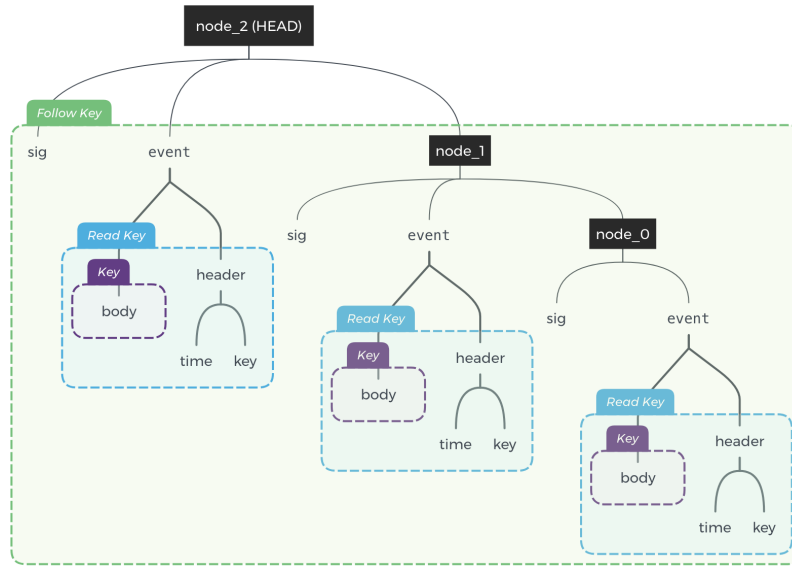 node_2 (HEAD)
Follow Key
sig
event
node_1
Read Key
Key
body
header
time
key
sig
event
node_0
Read Key
Key
body
header
time
key
sig
event
Read Key
Key
body
header
time
key